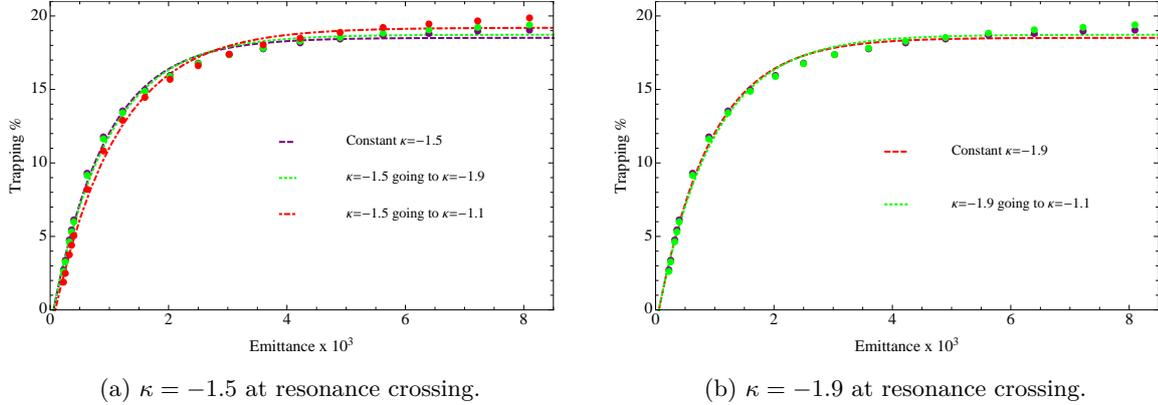 20
15
10
5
0
Trapping %
Constant κ=−1.5
κ=−1.5 going to κ=−1.9
κ=−1.5 going to κ=−1.1
0 2 4 6 8
Emittance x 10³
(a) κ = −1.5 at resonance crossing.
20
15
10
5
0
Trapping %
Constant κ=−1.9
κ=−1.9 going to κ=−1.1
0 2 4 6 8
Emittance x 10³
(b) κ = −1.9 at resonance crossing.